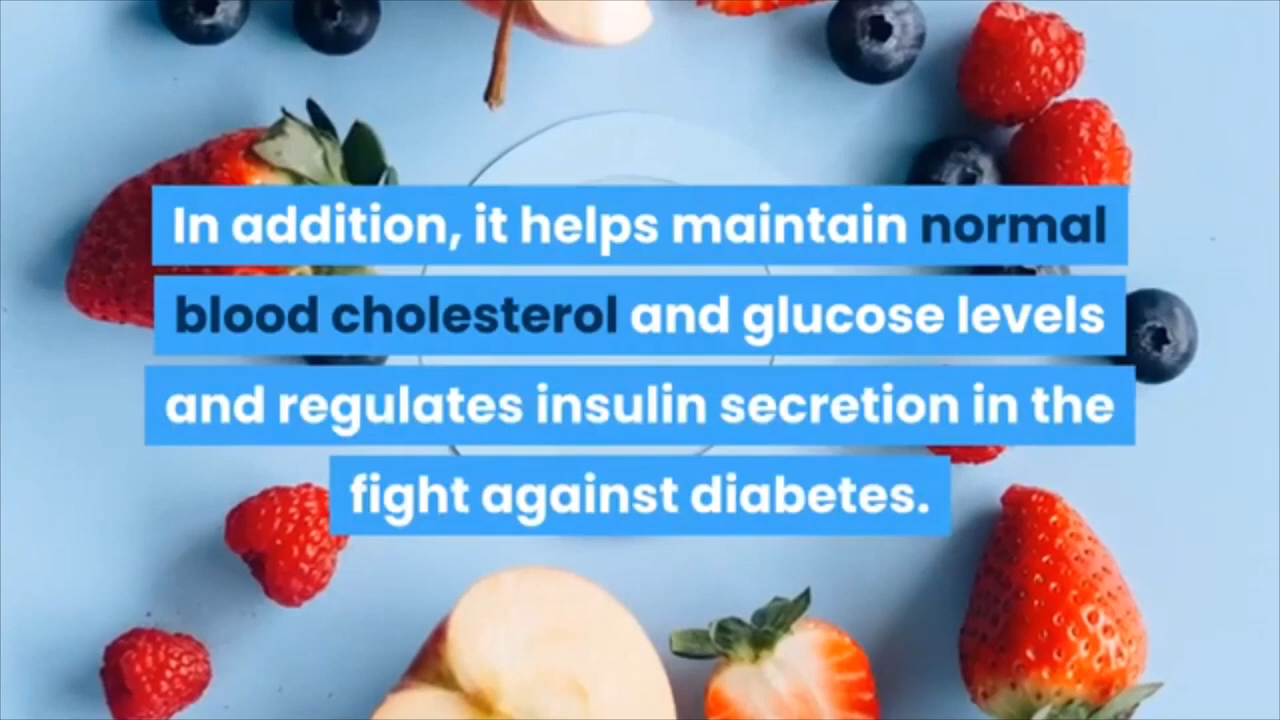 In addition, it helps maintain normal
blood cholesterol and glucose levels
and regulates insulin secretion in the
fight against diabetes.